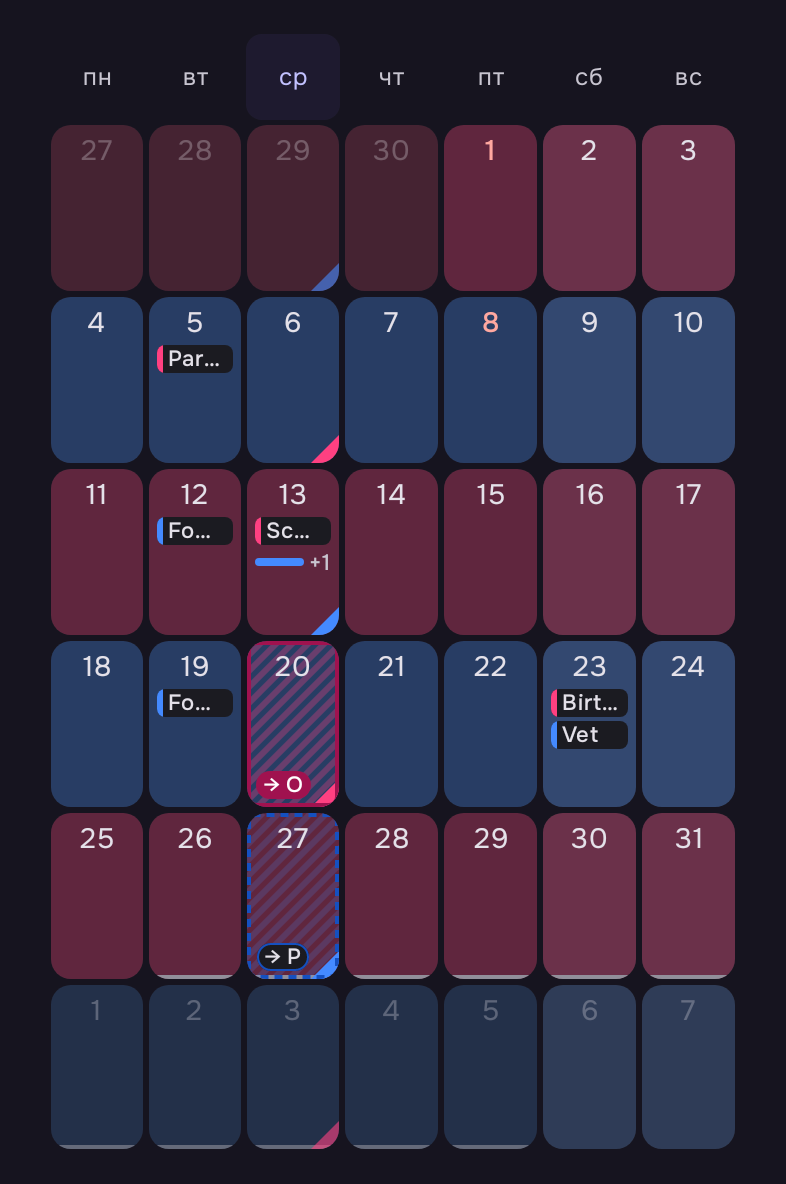 пн вт ср чт пт сб вс
27 28 29 30 1 2 3
4 5 6 7 8 9 10
Par...
11 12 13 14 15 16 17
Fo... Sc...
+1
18 19 20 21 22 23 24
Fo... Birt...
Vet
→ O
25 26 27 28 29 30 31
→ P
1 2 3 4 5 6 7